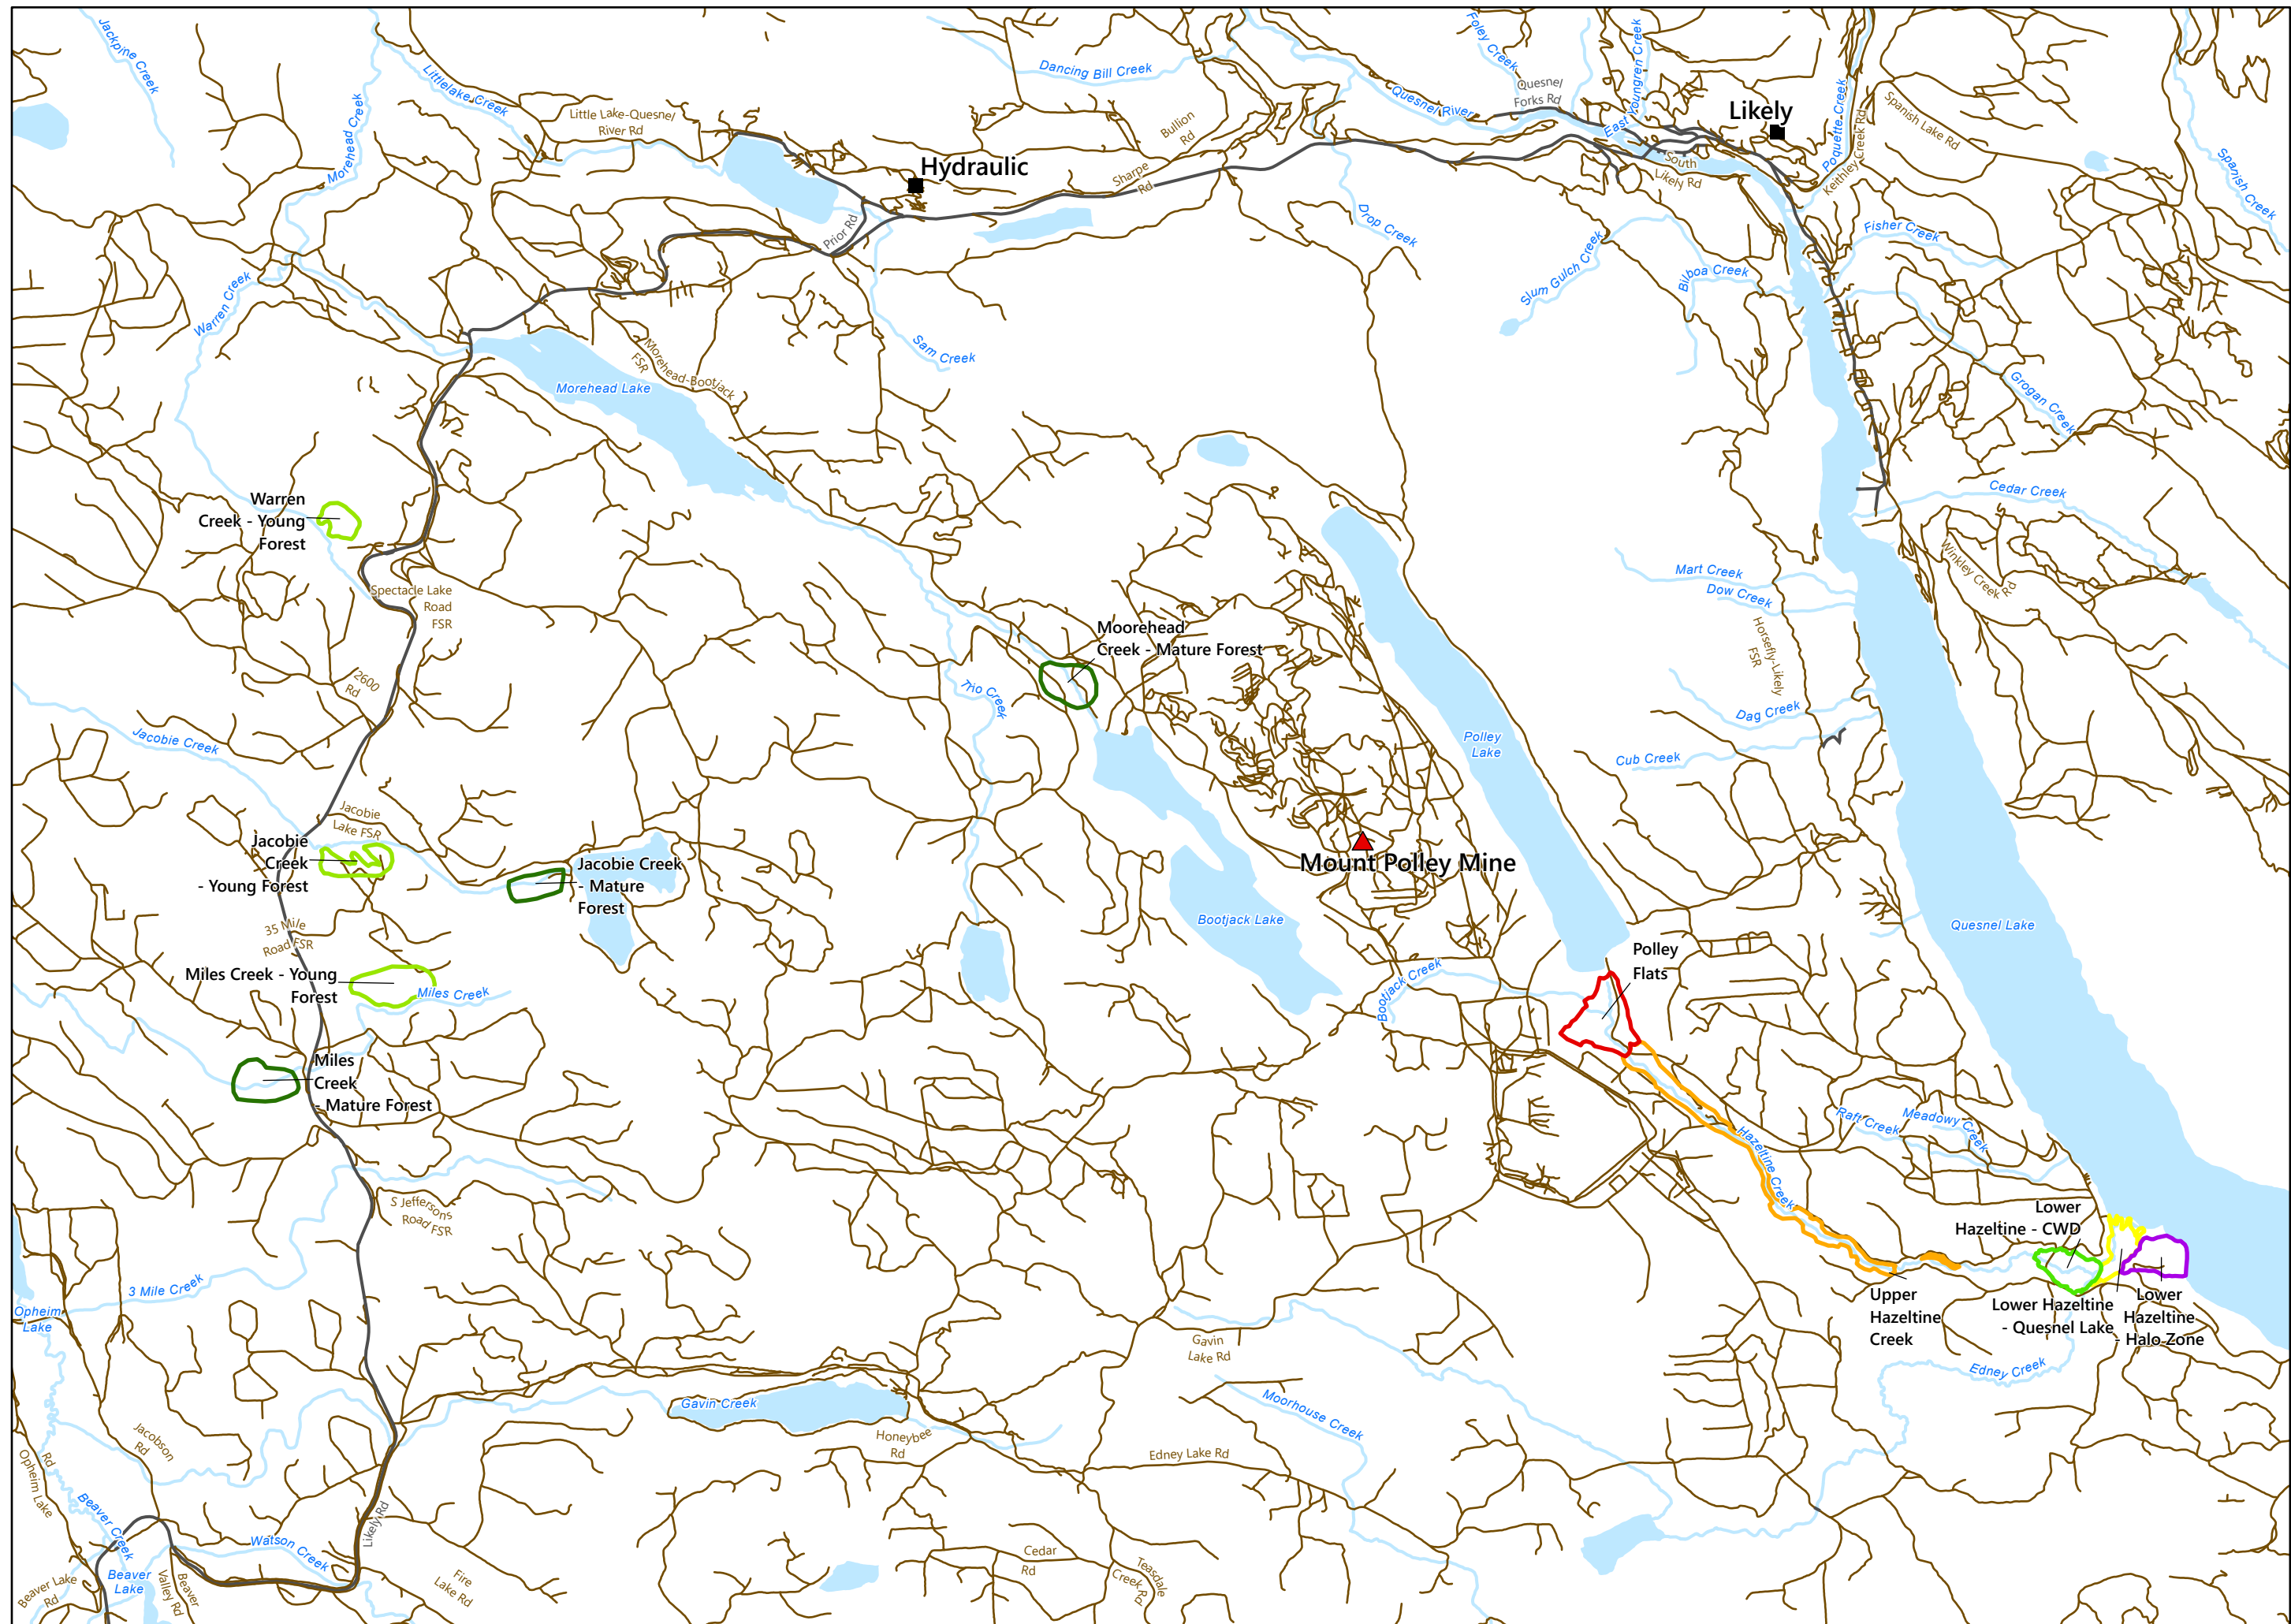 Jackpine Creek
Morehead Creek
Littlelake Creek
Dancing Bill Creek
Foley Creek
East Youngren Creek
Quesnel River
Quesnel
Forks Rd
Likely
Poquette Creek
Keithley Creek Rd
Spanish Lake Rd
Spanish Creek
Little Lake-Quesnel
River Rd
Bullion
Rd
Hydraulic
Sharpe
Rd
South
Likely Rd
Prior Rd
Drop Creek
Slum Gulch Creek
Bilboa Creek
Fisher Creek
Warren Creek
Sam Creek
Morehead-Bootjack
FSR
Morehead Lake
Grogan Creek
Cedar Creek
Warren
Creek - Young
Forest
Spectacle Lake
Road
FSR
Winkley Creek Rd
Mart Creek
Dow Creek
Horsefly-Likely
FSR
Moorehead
Creek - Mature Forest
2600
Rd
Trio Creek
Dag Creek
Cub Creek
Jacobie Creek
Polley
Lake
Jacobie
Lake FSR
Jacobie
Creek
- Young Forest
Jacobie Creek
- Mature
Forest
Mount Polley Mine
Bootjack Lake
Quesnel Lake
35 Mile
Road FSR
Polley
Flats
Miles Creek - Young
Forest
Miles Creek
Bootjack Creek
Miles
Creek
- Mature Forest
Raft Creek
Meadowy Creek
Hazeltine Creek
S Jeffersons
Road FSR
Lower
Hazeltine - CWD
3 Mile Creek
Opheim
Lake
Upper
Hazeltine
Creek
Lower Hazeltine
- Quesnel Lake
Lower
Hazeltine
- Halo Zone
Gavin
Lake Rd
Edney Creek
Gavin Creek
Moorhouse Creek
Jacobson
Rd
Honeybee
Rd
Edney Lake Rd
Opheim Lake
Rd
Beaver Creek
Likely Rd
Watson Creek
Beaver
Lake
Beaver Lake
Rd
Beaver
Valley Rd
Fire
Lake Rd
Cedar
Rd
Teasdale
Creek Rd